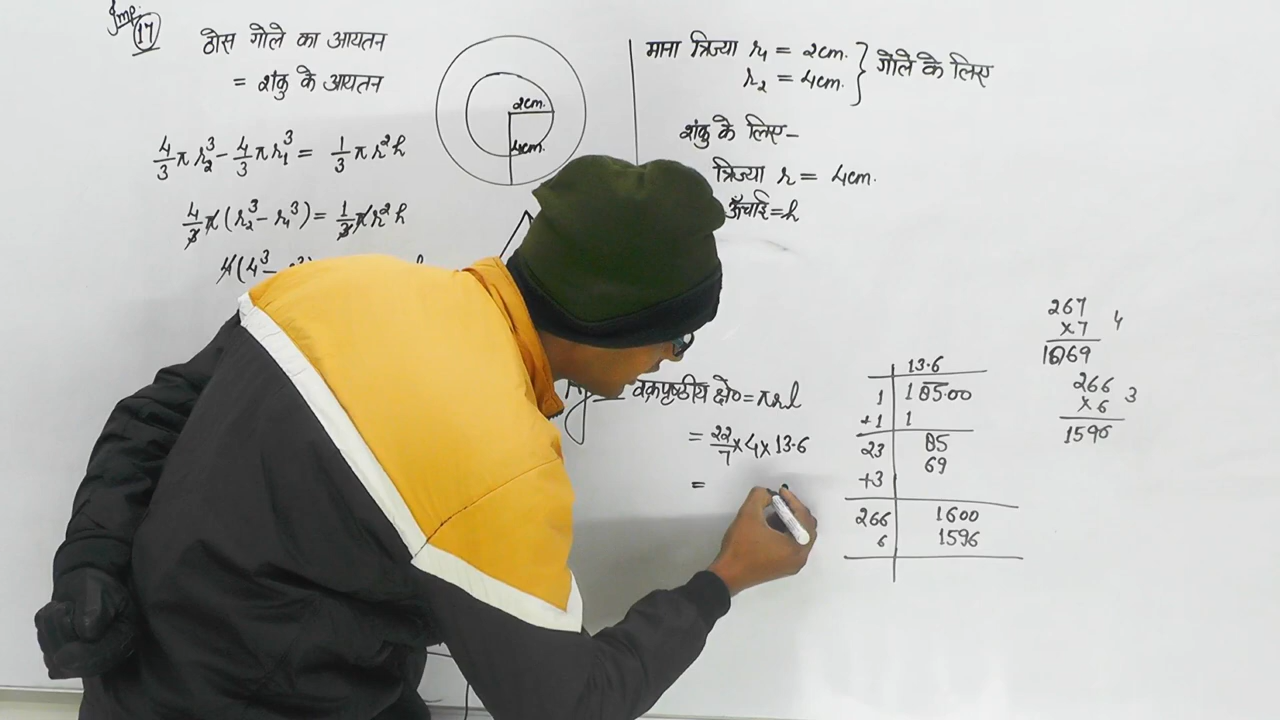 Imp.
17
ठोस गोले का आयतन
= शंकु के आयतन
4/3 π r₂³ - 4/3 π r₁³ = 1/3 π r² h
4/3 π (r₂³ - r₁³) = 1/3 π r² h
4(4³ -
2cm.
4cm.
माना त्रिज्या r₁ = 2cm.
r₂ = 4cm. } गोले के लिए
शंकु के लिए -
त्रिज्या r = 4cm.
ऊँचाई = h
वक्रपृष्ठीय क्षे० = πrl
= 22/7 × 4 × 13.6
=
13.6
1 | 185.00
+1 | 1
23 | 85
+3 | 69
266 | 1600
6 | 1596
267
×7 4
1869
266
×6 3
1596